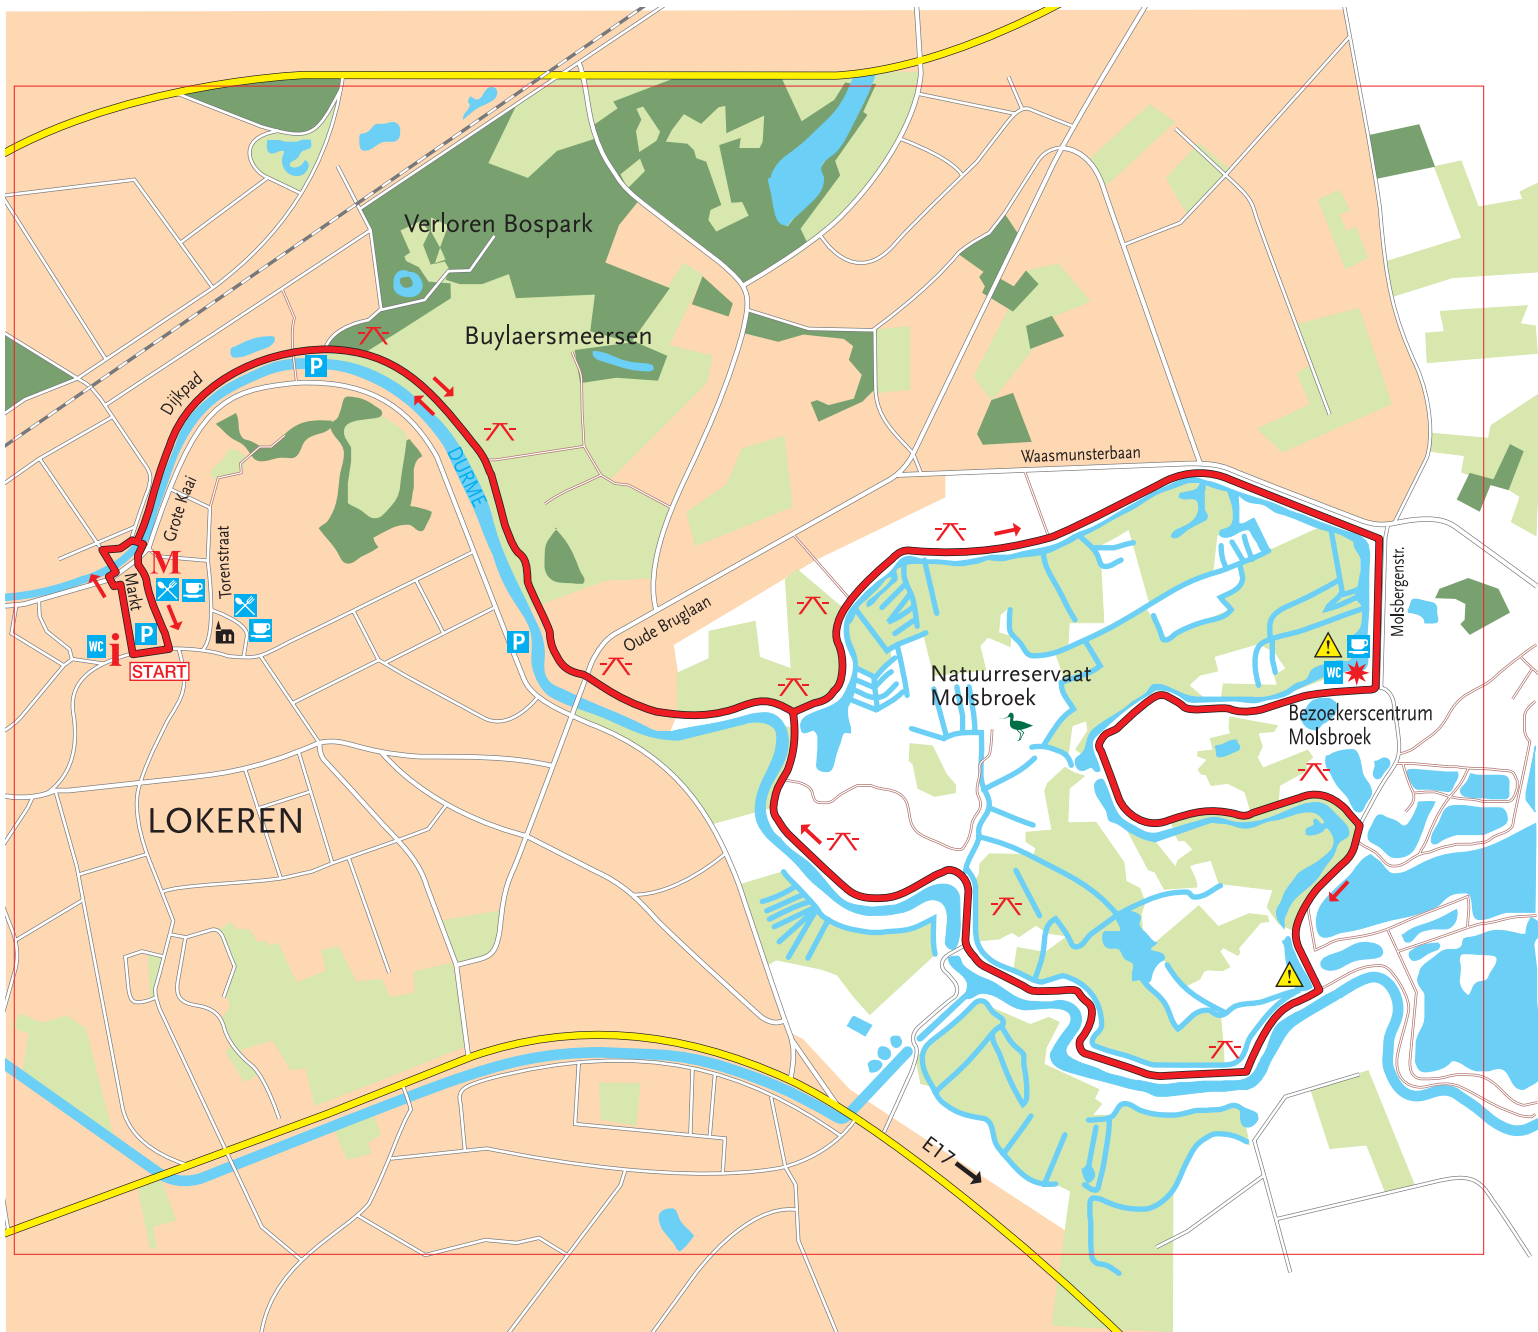 Verloren Bospark
Buylaersmeersen
P
Dijkpad
DURME
Waasmunsterbaan
Grote Kaai
Torenstraat
M
Markt
P
WC
i
START
P
Oude Bruglaan
Molsbergenstr.
!
WC
Natuurreservaat
Molsbroek
Bezoekerscentrum
Molsbroek
LOKEREN
!
E17